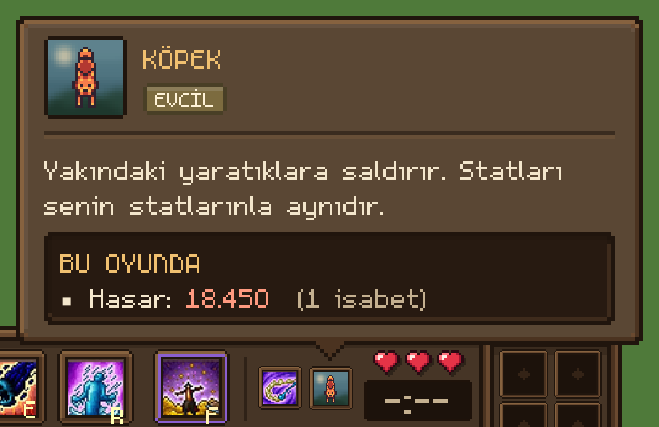 KÖPEK
EVCİL
Yakındaki yaratıklara saldırır. Statları
senin statlarınla aynıdır.
BU OYUNDA
▪ Hasar: 18.450 (1 isabet)
E
R
F
--:--